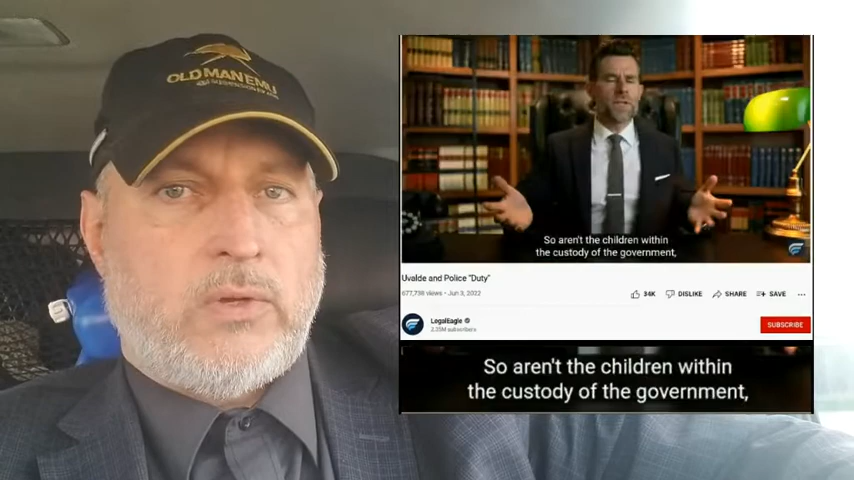 OLD MAN EMU
So aren't the children within
the custody of the government,
Uvalde and Police "Duty"
677,738 views • Jun 3, 2022
34K
DISLIKE
SHARE
SAVE
LegalEagle
subscribers
SUBSCRIBE
So aren't the children within
the custody of the government,